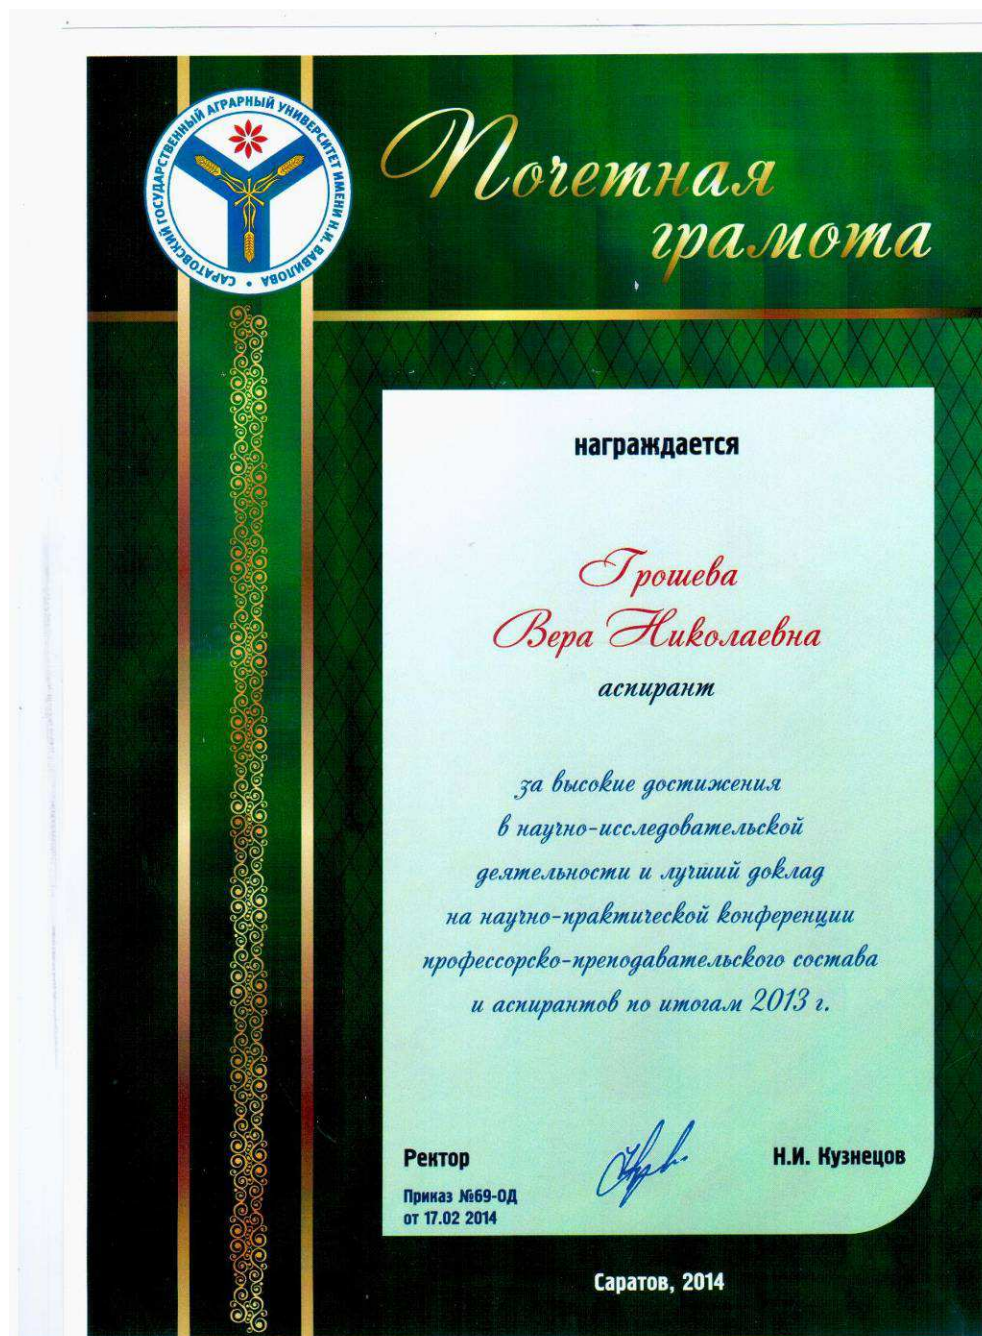 САРАТОВСКИЙ ГОСУДАРСТВЕННЫЙ АГРАРНЫЙ УНИВЕРСИТЕТ ИМЕНИ Н.И. ВАВИЛОВА •
Почетная
грамота
награждается
Грошева
Вера Николаевна
аспирант
за высокие достижения
в научно-исследовательской
деятельности и лучший доклад
на научно-практической конференции
профессорско-преподавательского состава
и аспирантов по итогам 2013 г.
Ректор
Н.И. Кузнецов
Приказ №69-ОД
от 17.02 2014
Саратов, 2014